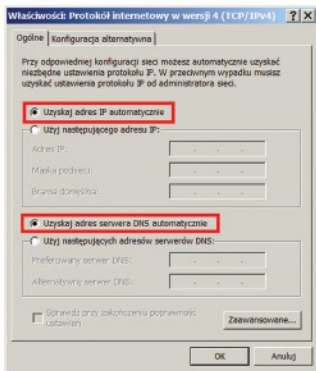 Właściwości: Protokół internetowy w wersji 4 (TCP/IPv4)
Ogólne
Konfiguracja alternatywna
Przy odpowiedniej konfiguracji sieci możesz automatycznie uzyskać
niezbędne ustawienia protokołu IP. W przeciwnym wypadku musisz
uzyskać ustawienia protokołu IP od administratora sieci.
Uzyskaj adres IP automatycznie
Użyj następującego adresu IP:
Adres IP:
Maska podsieci:
Brama domyślna:
Uzyskaj adres serwera DNS automatycznie
Użyj następujących adresów serwerów DNS:
Preferowany serwer DNS:
Alternatywny serwer DNS:
Sprawdź przy zakończeniu poprawność
ustawień
Zaawansowane...
OK
Anuluj